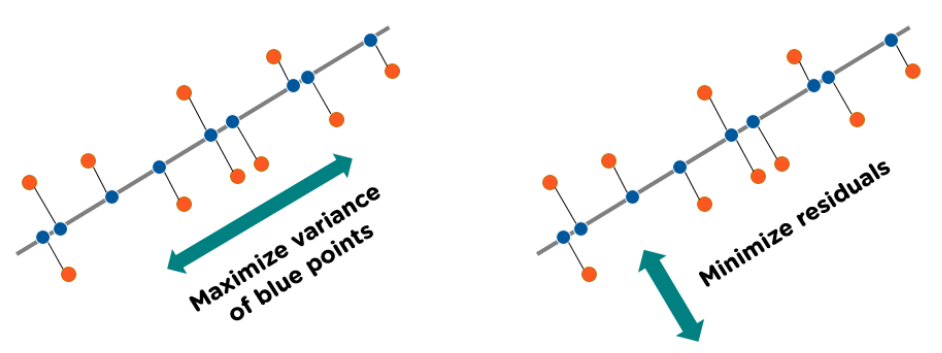 Maximize variance
of blue points
Minimize residuals